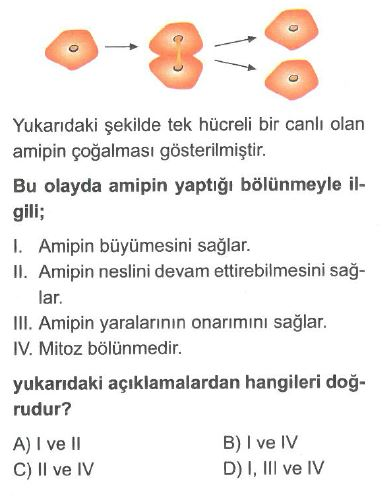 Yukarıdaki şekilde tek hücreli bir canlı olan
amipin çoğalması gösterilmiştir.
Bu olayda amipin yaptığı bölünmeyle il-
gili;
I. Amipin büyümesini sağlar.
II. Amipin neslini devam ettirebilmesini sağ-
lar.
III. Amipin yaralarının onarımını sağlar.
IV. Mitoz bölünmedir.
yukarıdaki açıklamalardan hangileri doğ-
rudur?
A) I ve II B) I ve IV
C) II ve IV D) I, III ve IV